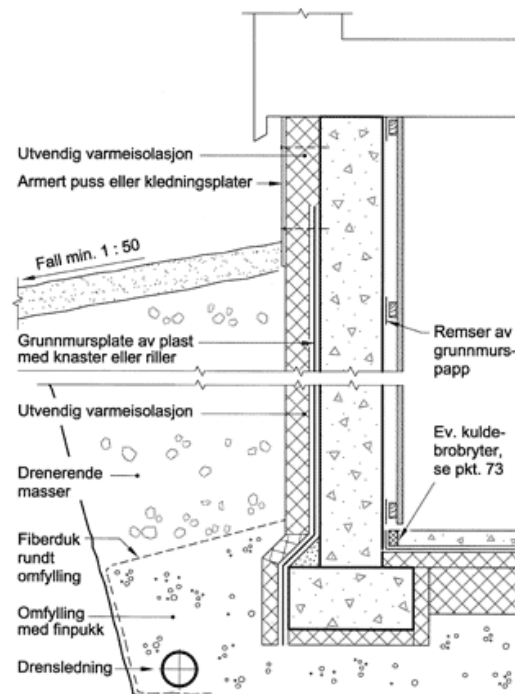 Utvendig varmeisolasjon
Armert puss eller kledningsplater
Fall min. 1 : 50
Grunnmursplate av plast
med knaster eller riller
Remser av
grunnmurs-
papp
Utvendig varmeisolasjon
Ev. kulde-
brobryter,
se pkt. 73
Drenerende
masser
Fiberduk
rundt
omfylling
Omfylling
med finpukk
Drensledning